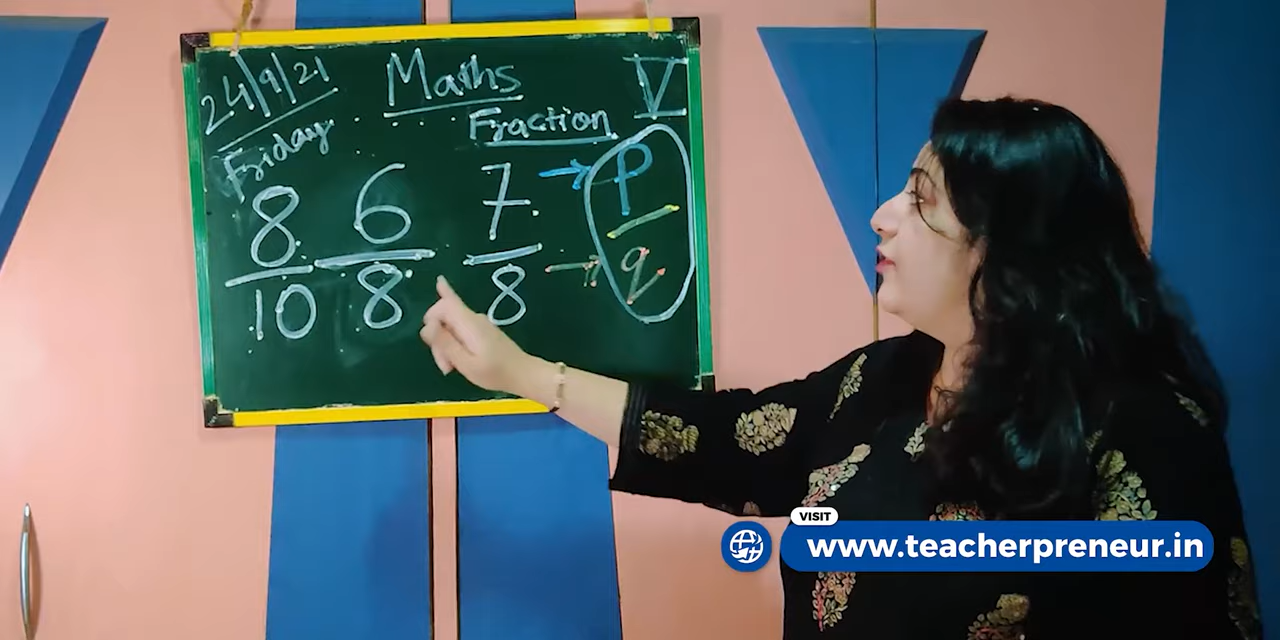 24/9/21 Maths V
Friday Fraction
8 6 7 → p
10 8 8 → q
VISIT
www.teacherpreneur.in